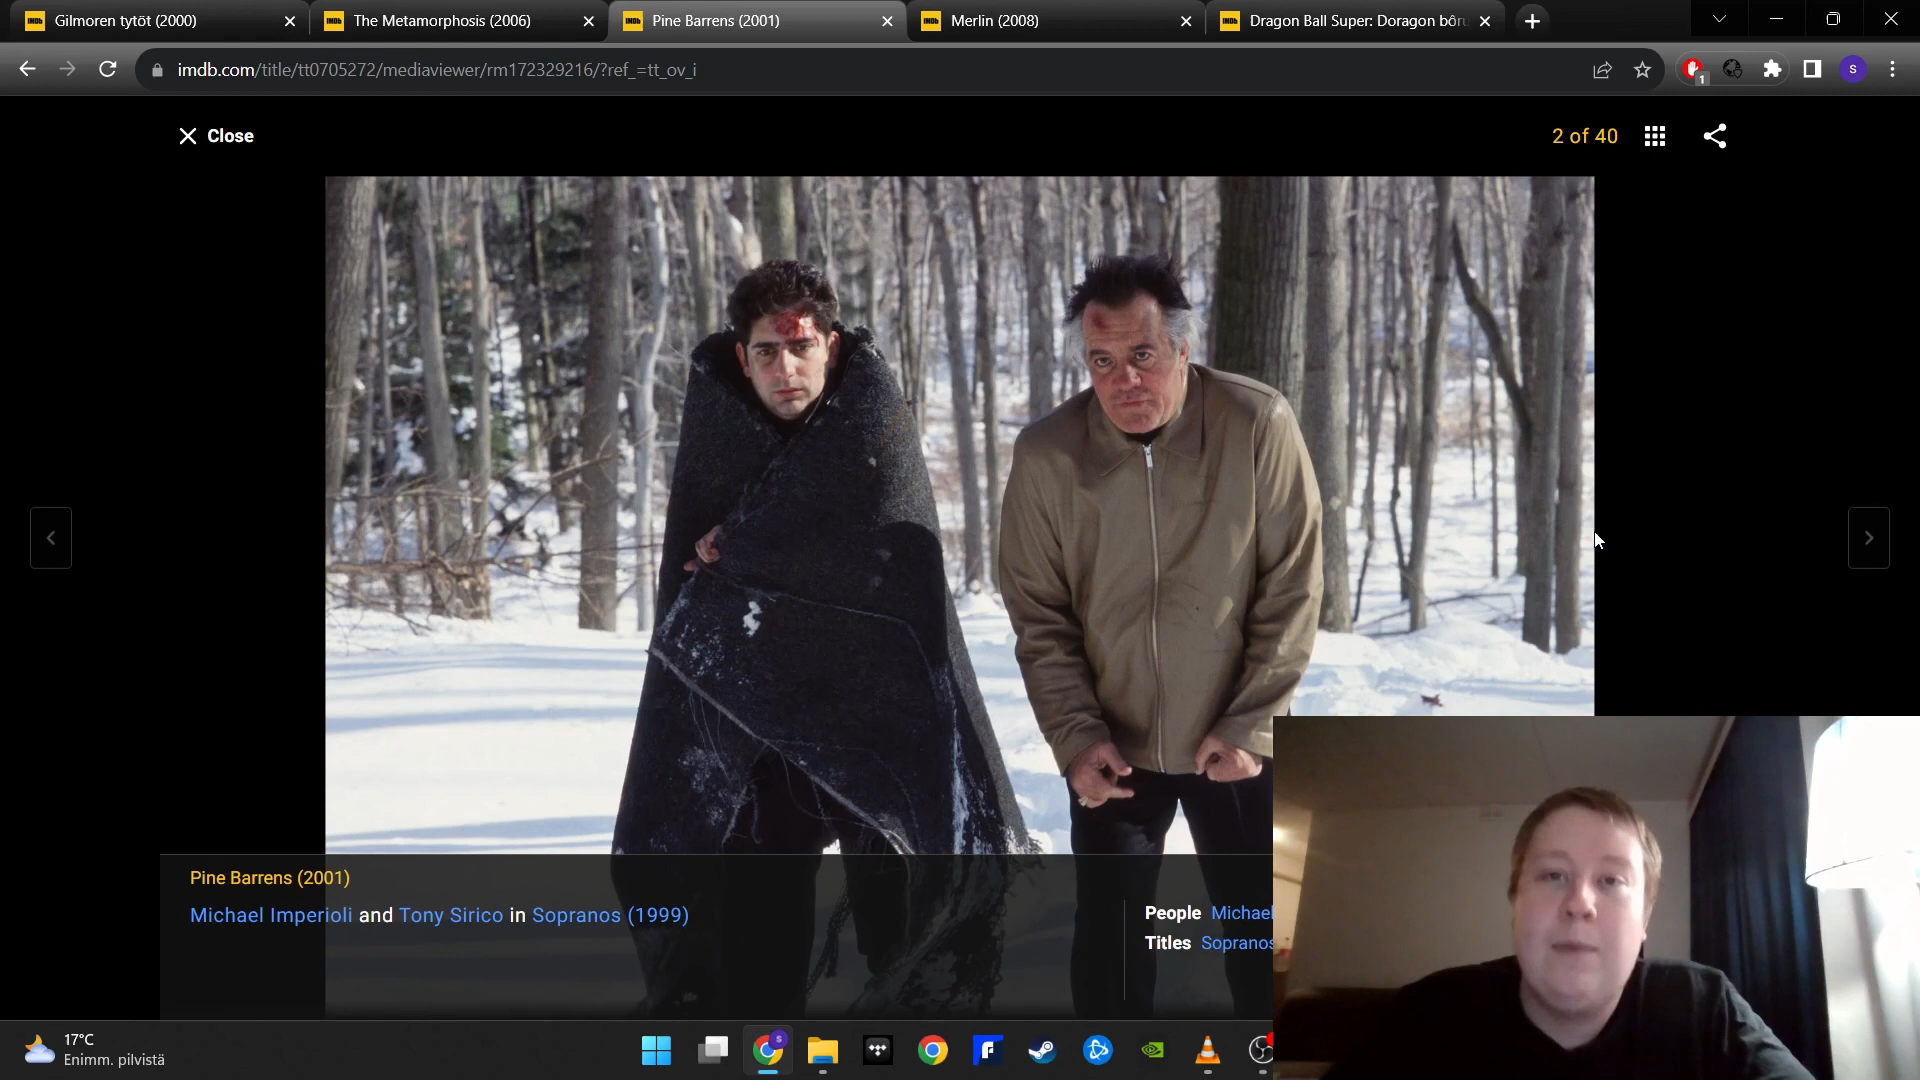 Gilmoren tytöt (2000)
The Metamorphosis (2006)
Pine Barrens (2001)
Merlin (2008)
Dragon Ball Super: Doragon bôru
imdb.com/title/tt0705272/mediaviewer/rm172329216/?ref_=tt_ov_i
1
S
Close
2 of 40
Pine Barrens (2001)
Michael Imperioli and Tony Sirico in Sopranos (1999)
People Michael
Titles Sopranos
17°C
Enimm. pilvistä